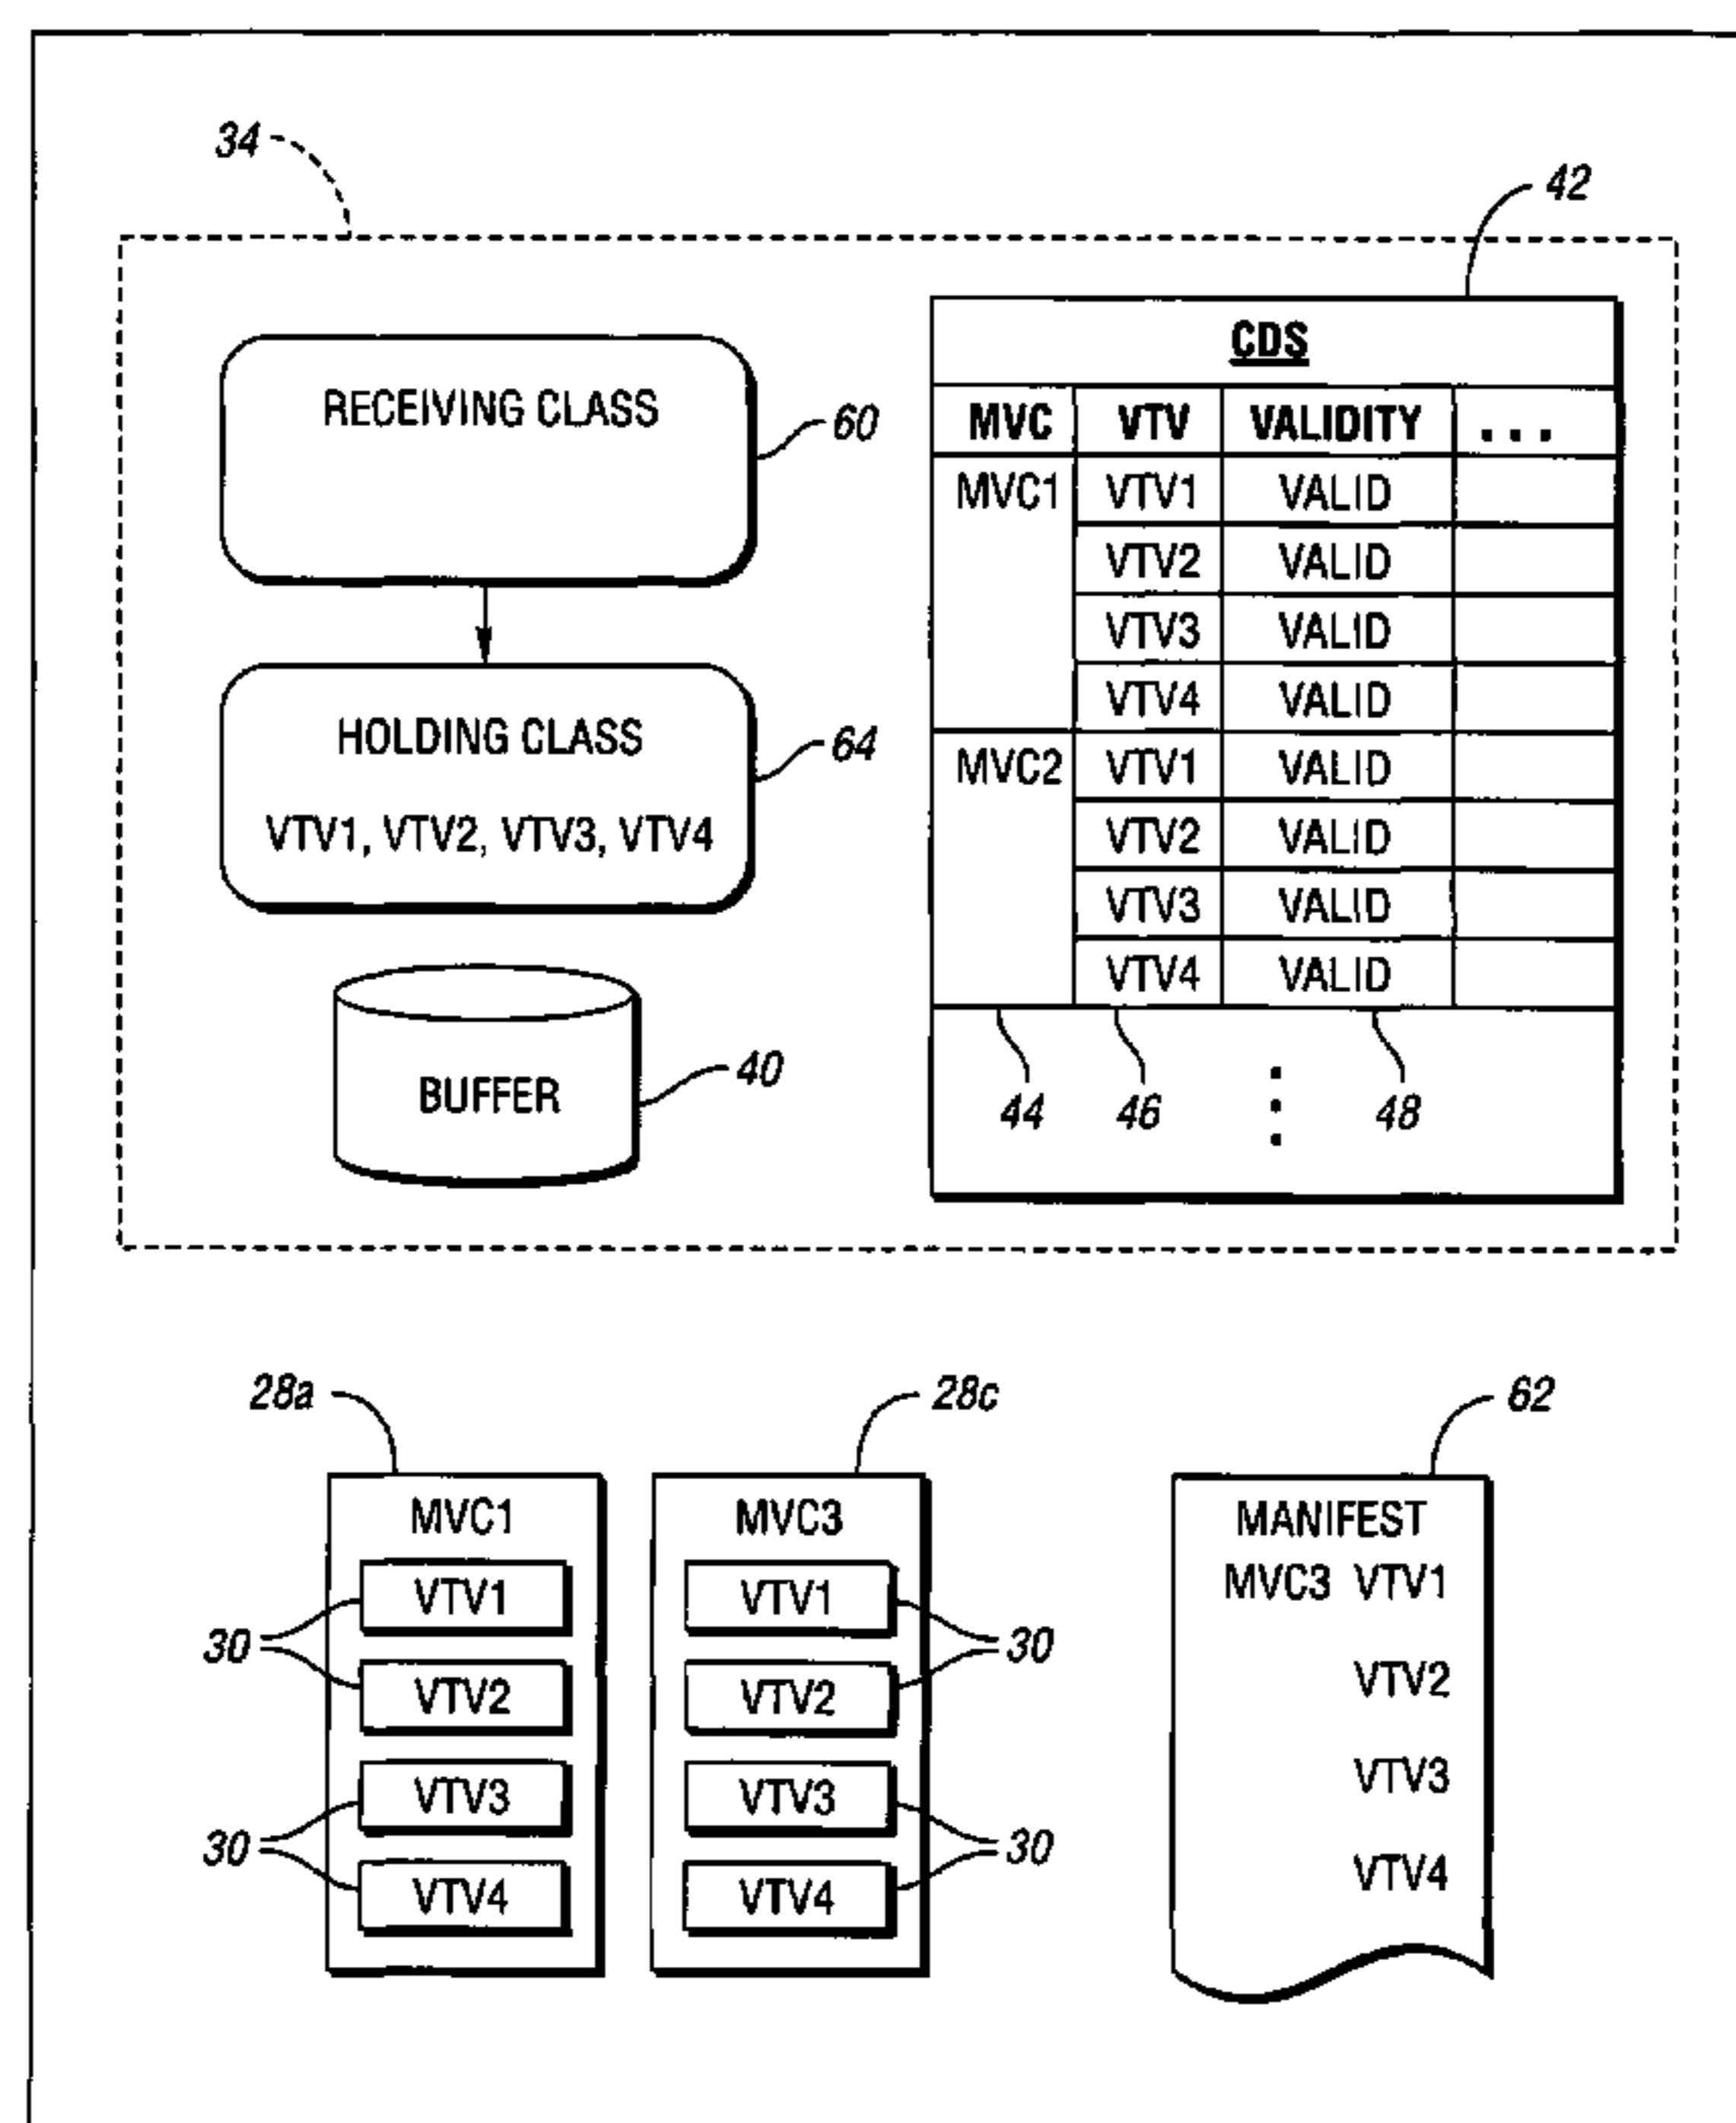 34
42
RECEIVING CLASS
60
HOLDING CLASS
VTV1, VTV2, VTV3, VTV4
64
BUFFER
40
CDS
MVC VTV VALIDITY ...
MVC1 VTV1 VALID
VTV2 VALID
VTV3 VALID
VTV4 VALID
MVC2 VTV1 VALID
VTV2 VALID
VTV3 VALID
VTV4 VALID
44 46 48
28a
MVC1
VTV1
VTV2
VTV3
VTV4
30
30
28c
MVC3
VTV1
VTV2
VTV3
VTV4
30
30
62
MANIFEST
MVC3 VTV1
VTV2
VTV3
VTV4